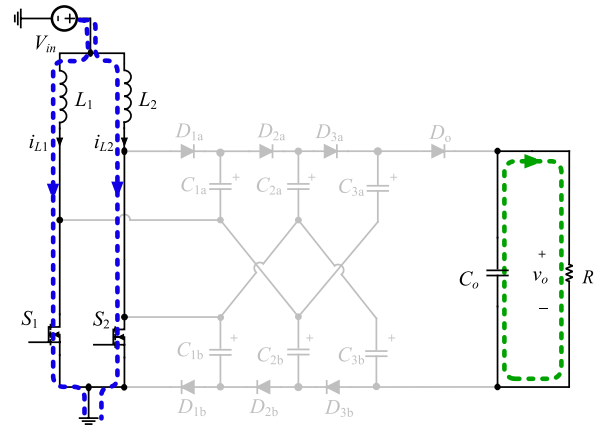 V_in
L_1
L_2
i_L1
i_L2
D_1a
D_2a
D_3a
D_o
C_1a +
C_2a +
C_3a +
C_o
+
v_o
−
R
S_1
S_2
C_1b +
C_2b +
C_3b +
D_1b
D_2b
D_3b